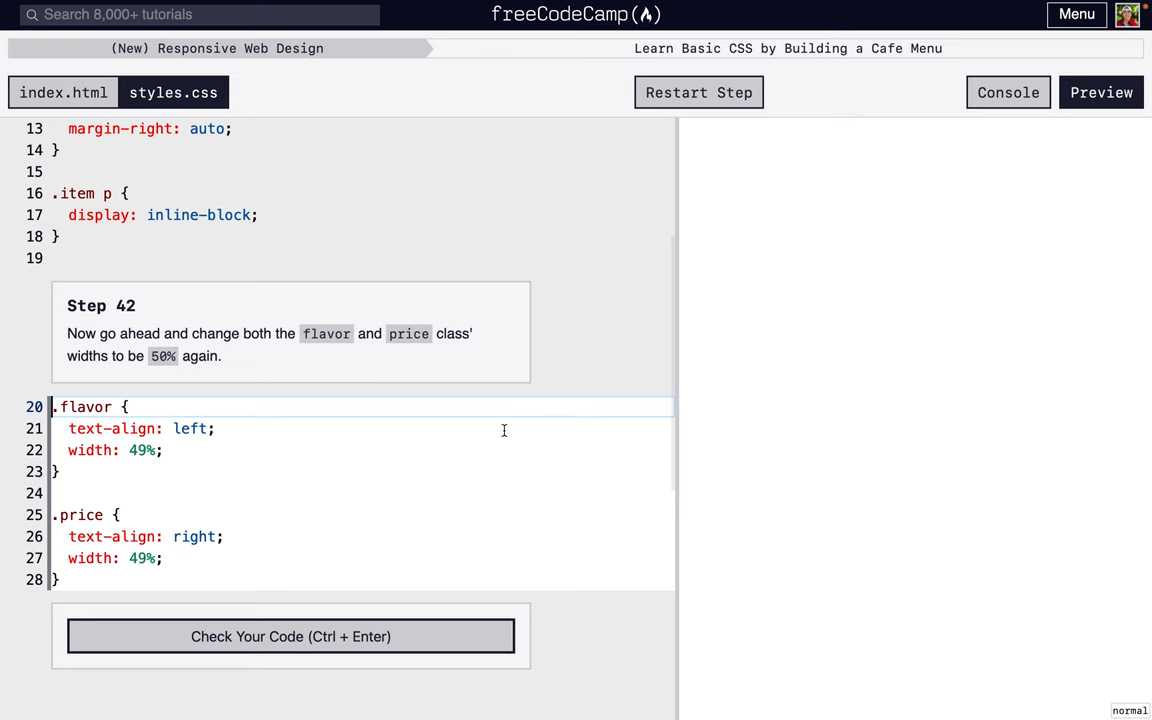 Search 8,000+ tutorials
freeCodeCamp
Menu
(New) Responsive Web Design
Learn Basic CSS by Building a Cafe Menu
index.html
styles.css
Restart Step
Console
Preview
13 margin-right: auto;
14 }
15
16 .item p {
17 display: inline-block;
18 }
19
Step 42
Now go ahead and change both the flavor and price class'
widths to be 50% again.
20 .flavor {
21 text-align: left;
22 width: 49%;
23 }
24
25 .price {
26 text-align: right;
27 width: 49%;
28 }
Check Your Code (Ctrl + Enter)
normal